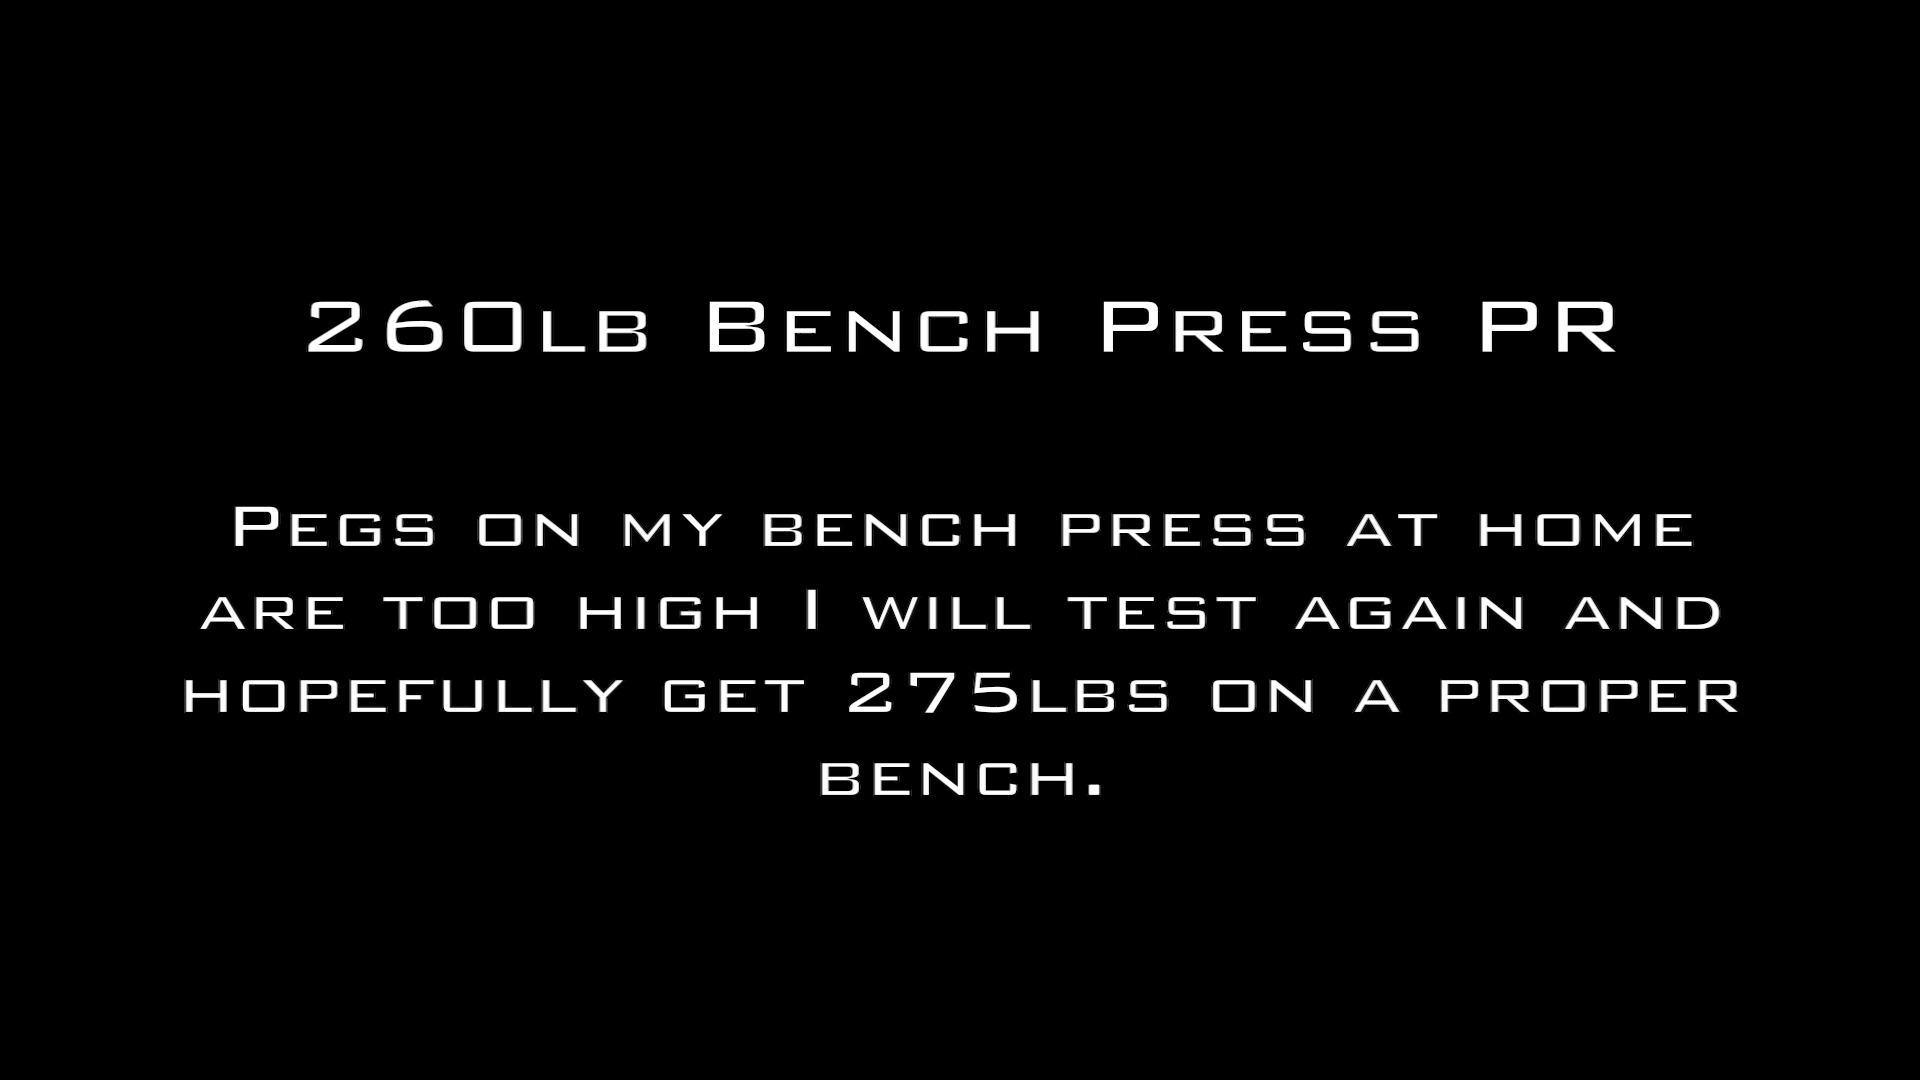 260lb Bench Press PR
Pegs on my bench press at home
are too high I will test again and
hopefully get 275lbs on a proper
bench.